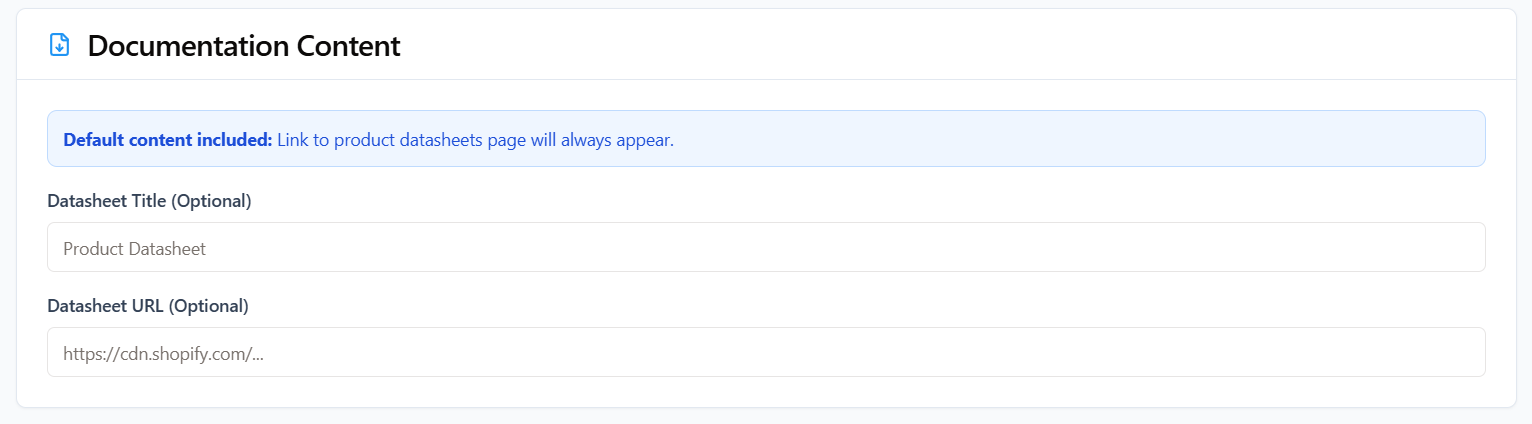 Documentation Content
Default content included: Link to product datasheets page will always appear.
Datasheet Title (Optional)
Product Datasheet
Datasheet URL (Optional)
https://cdn.shopify.com/...